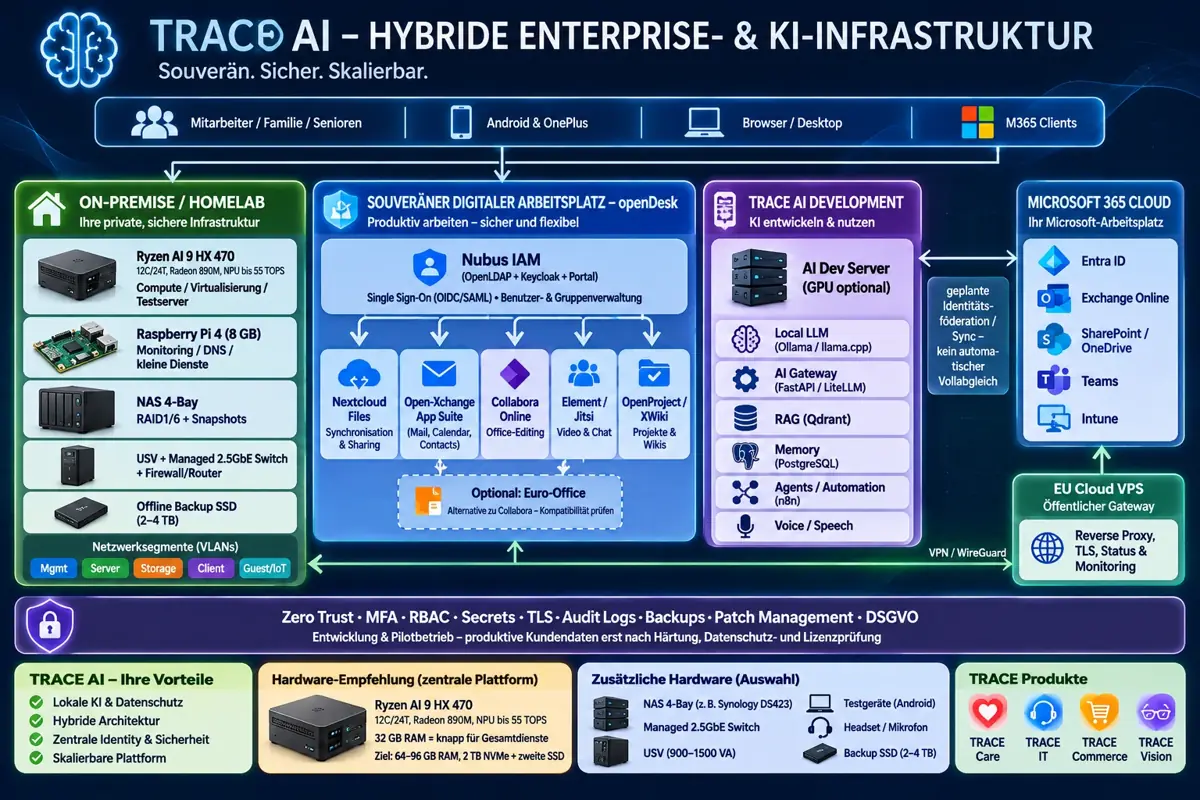 TRACE AI – HYBRIDE ENTERPRISE- & KI-INFRASTRUKTUR
Souverän. Sicher. Skalierbar.
Mitarbeiter / Familie / Senioren
Android & OnePlus
Browser / Desktop
M365 Clients
ON-PREMISE / HOMELAB
Ihre private, sichere Infrastruktur
Ryzen AI 9 HX 470
12C/24T, Radeon 890M, NPU bis 55 TOPS
Compute / Virtualisierung /
Testserver
Raspberry Pi 4 (8 GB)
Monitoring / DNS /
kleine Dienste
NAS 4-Bay
RAID1/6 + Snapshots
USV + Managed 2.5GbE Switch
+ Firewall/Router
Offline Backup SSD
(2–4 TB)
Netzwerksegmente (VLANs)
Mgmt
Server
Storage
Client
Guest/IoT
SOUVERÄNER DIGITALER ARBEITSPLATZ – openDesk
Produktiv arbeiten – sicher und flexibel
Nubus IAM
(OpenLDAP + Keycloak + Portal)
Single Sign-On (OIDC/SAML) • Benutzer- & Gruppenverwaltung
Nextcloud
Files
Synchronisation
& Sharing
Open-Xchange
App Suite
(Mail, Calendar,
Contacts)
Collabora
Online
Office-Editing
Element /
Jitsi
Video & Chat
OpenProject /
XWiki
Projekte &
Wikis
Optional: Euro-Office
Alternative zu Collabora – Kompatibilität prüfen
TRACE AI DEVELOPMENT
KI entwickeln & nutzen
AI Dev Server
(GPU optional)
Local LLM
(Ollama / llama.cpp)
AI Gateway
(FastAPI / LiteLLM)
RAG (Qdrant)
Memory
(PostgreSQL)
Agents / Automation
(n8n)
Voice / Speech
geplante
Identitäts-
föderation /
Sync –
kein automa-
tischer
Vollabgleich
MICROSOFT 365 CLOUD
Ihr Microsoft-Arbeitsplatz
Entra ID
Exchange Online
SharePoint /
OneDrive
Teams
Intune
EU Cloud VPS
Öffentlicher Gateway
Reverse Proxy,
TLS, Status &
Monitoring
VPN / WireGuard
Zero Trust • MFA • RBAC • Secrets • TLS • Audit Logs • Backups • Patch Management • DSGVO
Entwicklung & Pilotbetrieb – produktive Kundendaten erst nach Härtung, Datenschutz- und Lizenzprüfung
TRACE AI – Ihre Vorteile
Lokale KI & Datenschutz
Hybride Architektur
Zentrale Identity & Sicherheit
Skalierbare Plattform
Hardware-Empfehlung (zentrale Plattform)
Ryzen AI 9 HX 470
12C/24T, Radeon 890M, NPU bis 55 TOPS
32 GB RAM = knapp für Gesamtdienste
Ziel: 64–96 GB RAM, 2 TB NVMe + zweite SSD
Zusätzliche Hardware (Auswahl)
NAS 4-Bay (z. B. Synology DS423)
Managed 2.5GbE Switch
USV (900–1500 VA)
Testgeräte (Android)
Headset / Mikrofon
Backup SSD (2–4 TB)
TRACE Produkte
TRACE
Care
TRACE
IT
TRACE
Commerce
TRACE
Vision